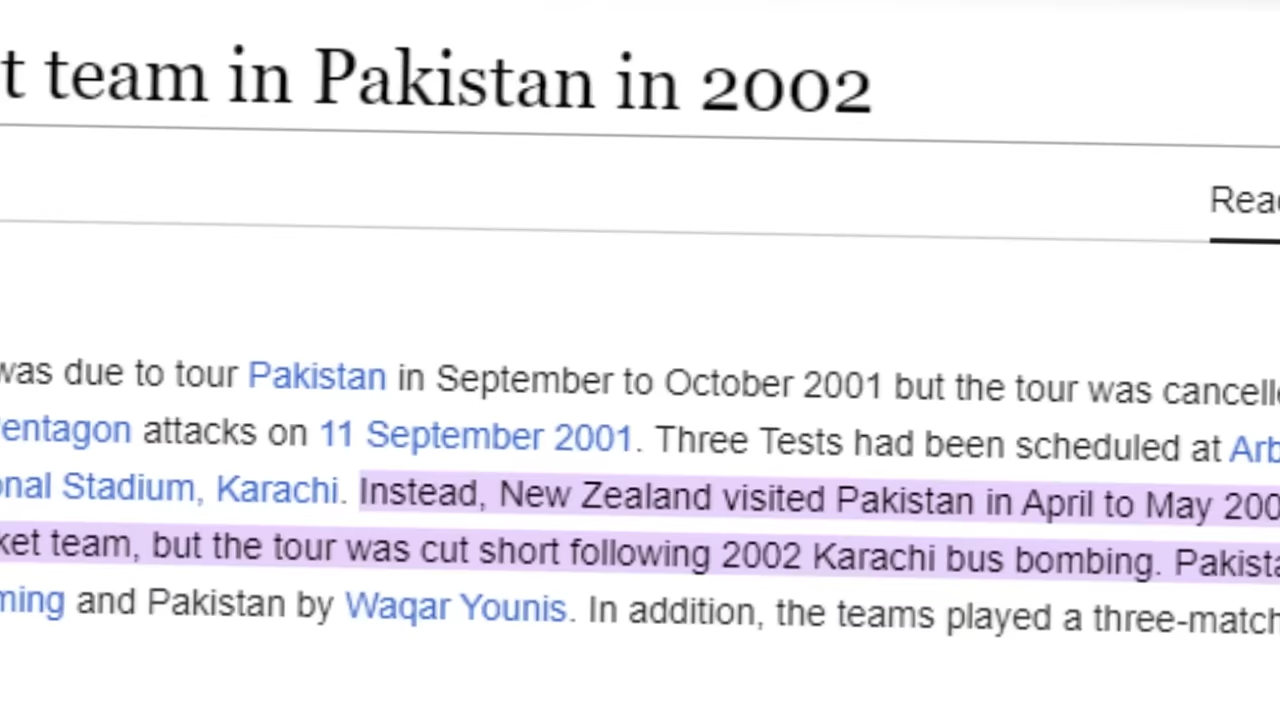 t team in Pakistan in 2002
Read
was due to tour Pakistan in September to October 2001 but the tour was cancelle
entagon attacks on 11 September 2001. Three Tests had been scheduled at Arb
onal Stadium, Karachi. Instead, New Zealand visited Pakistan in April to May 200
ket team, but the tour was cut short following 2002 Karachi bus bombing. Pakista
ming and Pakistan by Waqar Younis. In addition, the teams played a three-match